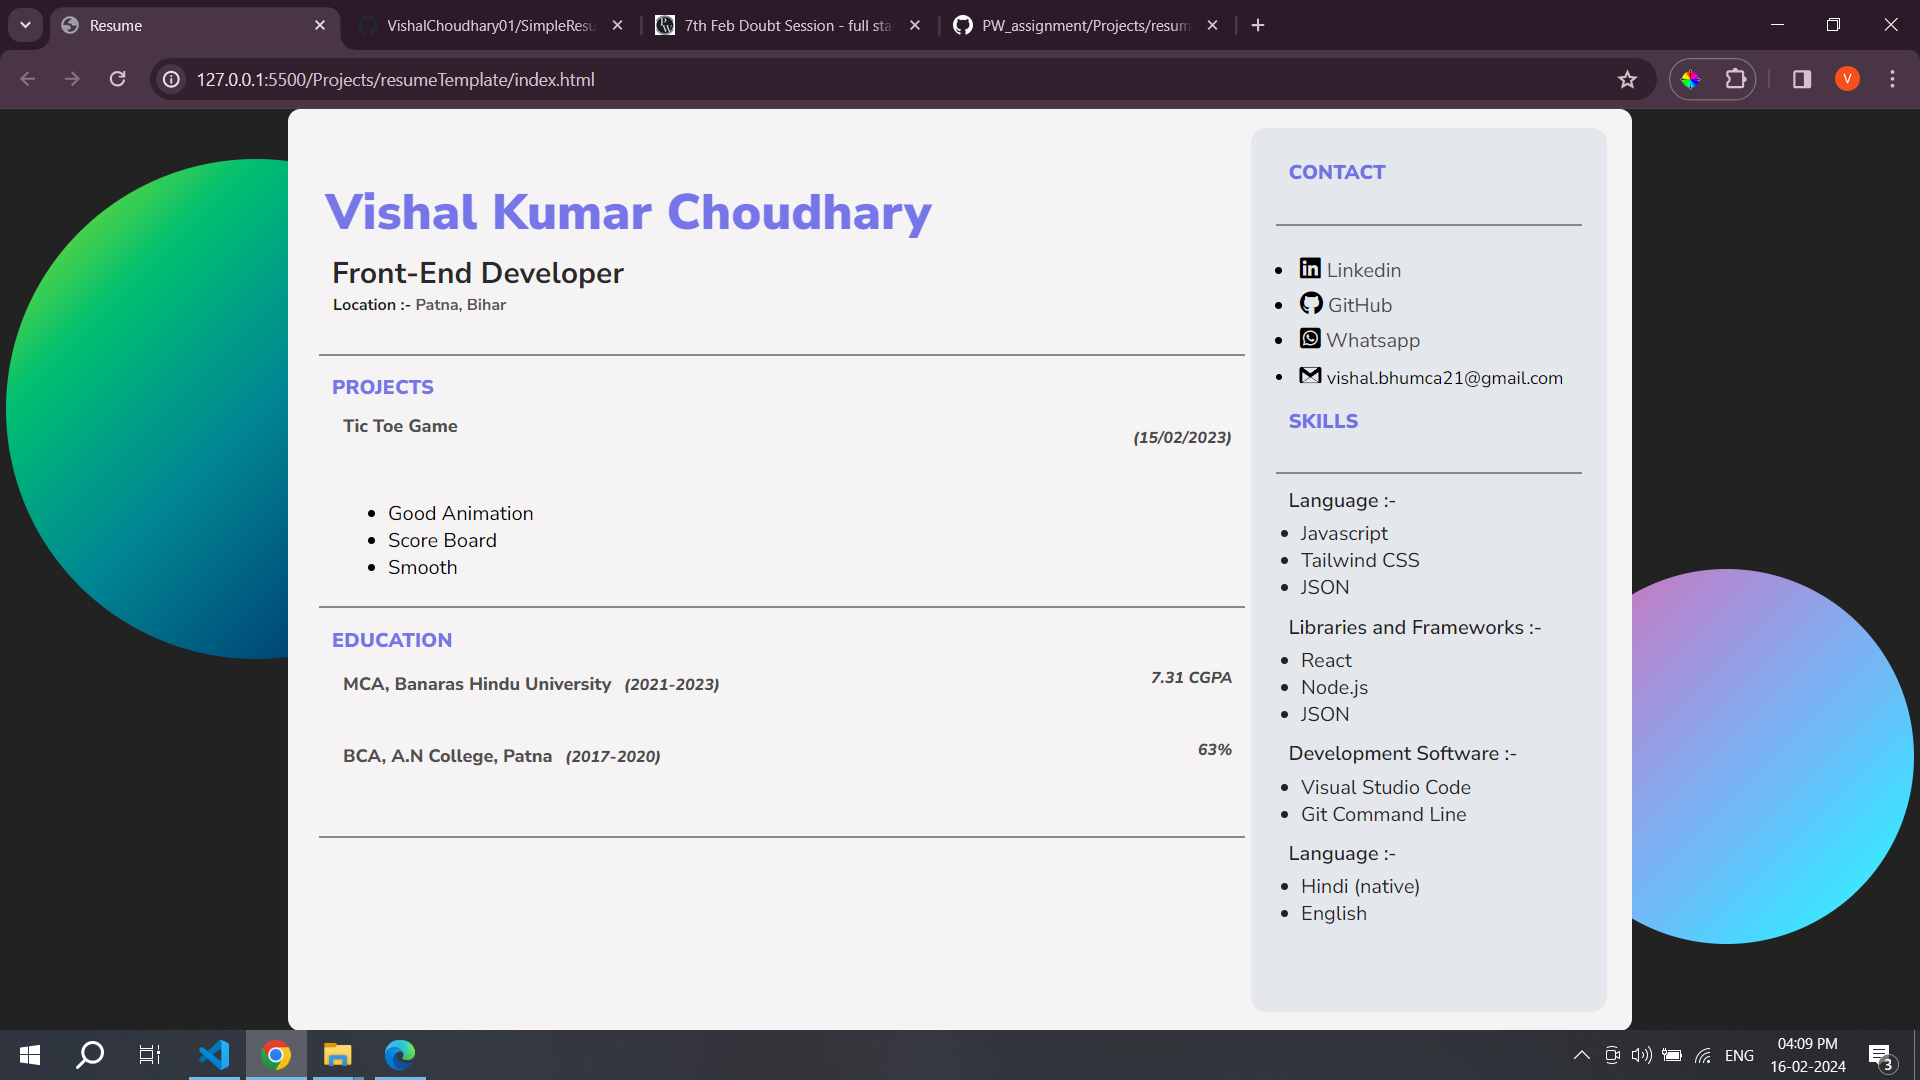 Resume
VishalChoudhary01/SimpleResu
7th Feb Doubt Session - full sta
PW_assignment/Projects/resum
127.0.0.1:5500/Projects/resumeTemplate/index.html
V
Vishal Kumar Choudhary
Front-End Developer
Location :- Patna, Bihar
PROJECTS
Tic Toe Game
(15/02/2023)
Good Animation
Score Board
Smooth
EDUCATION
MCA, Banaras Hindu University (2021-2023)
7.31 CGPA
BCA, A.N College, Patna (2017-2020)
63%
CONTACT
Linkedin
GitHub
Whatsapp
vishal.bhumca21@gmail.com
SKILLS
Language :-
Javascript
Tailwind CSS
JSON
Libraries and Frameworks :-
React
Node.js
JSON
Development Software :-
Visual Studio Code
Git Command Line
Language :-
Hindi (native)
English
ENG
04:09 PM
16-02-2024
3